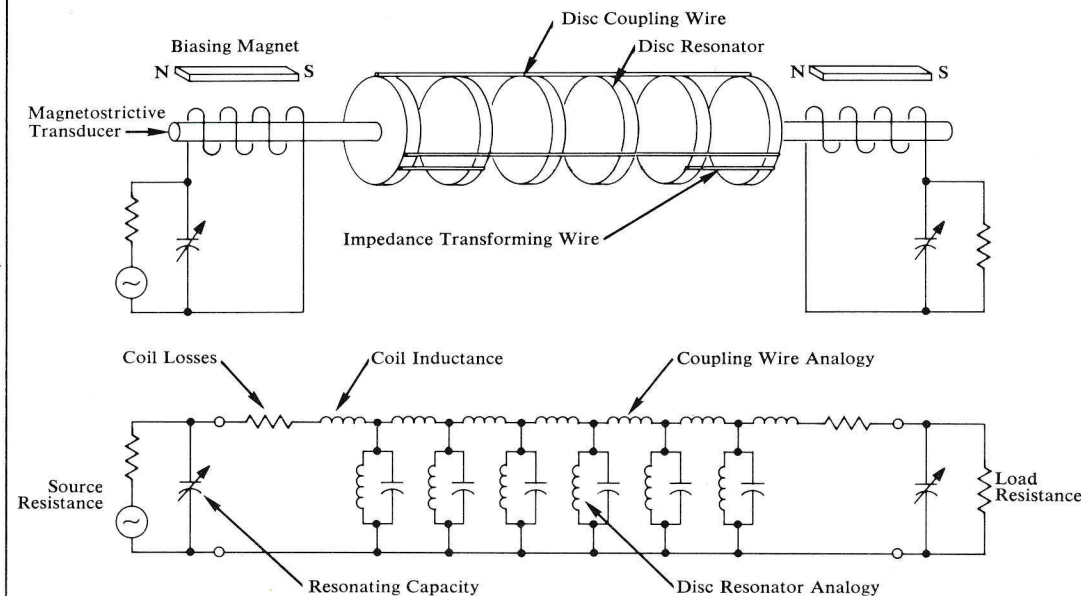 Disc Coupling Wire
Disc Resonator
Biasing Magnet
N S
N S
Magnetostrictive
Transducer
Impedance Transforming Wire
Coil Losses
Coil Inductance
Coupling Wire Analogy
Source
Resistance
Load
Resistance
Resonating Capacity
Disc Resonator Analogy